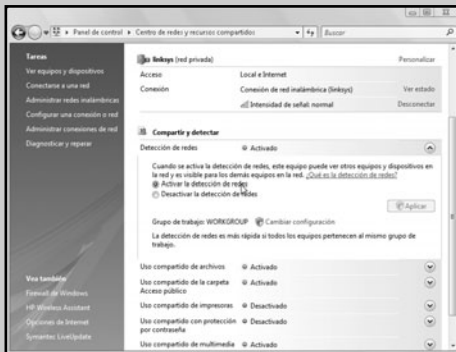 Panel de control ▸ Centro de redes y recursos compartidos
Buscar
Tareas
Ver equipos y dispositivos
Conectarse a una red
Administrar redes inalámbricas
Configurar una conexión o red
Administrar conexiones de red
Diagnosticar y reparar
linksys (red privada) Personalizar
Acceso Local e Internet
Conexión Conexión de red inalámbrica (linksys) Ver estado
Intensidad de señal: normal Desconectar
Compartir y detectar
Detección de redes Activado
Cuando se activa la detección de redes, este equipo puede ver otros equipos y dispositivos en
la red y es visible para los demás equipos en la red. ¿Qué es la detección de redes?
Activar la detección de redes
Desactivar la detección de redes
Aplicar
Grupo de trabajo: WORKGROUP Cambiar configuración
La detección de redes es más rápida si todos los equipos pertenecen al mismo grupo de
trabajo.
Uso compartido de archivos Activado
Uso compartido de la carpeta Activado
Acceso público
Uso compartido de impresoras Desactivado
Uso compartido con protección Desactivado
por contraseña
Uso compartido de multimedia Activado
Vea también
Firewall de Windows
HP Wireless Assistant
Opciones de Internet
Symantec LiveUpdate